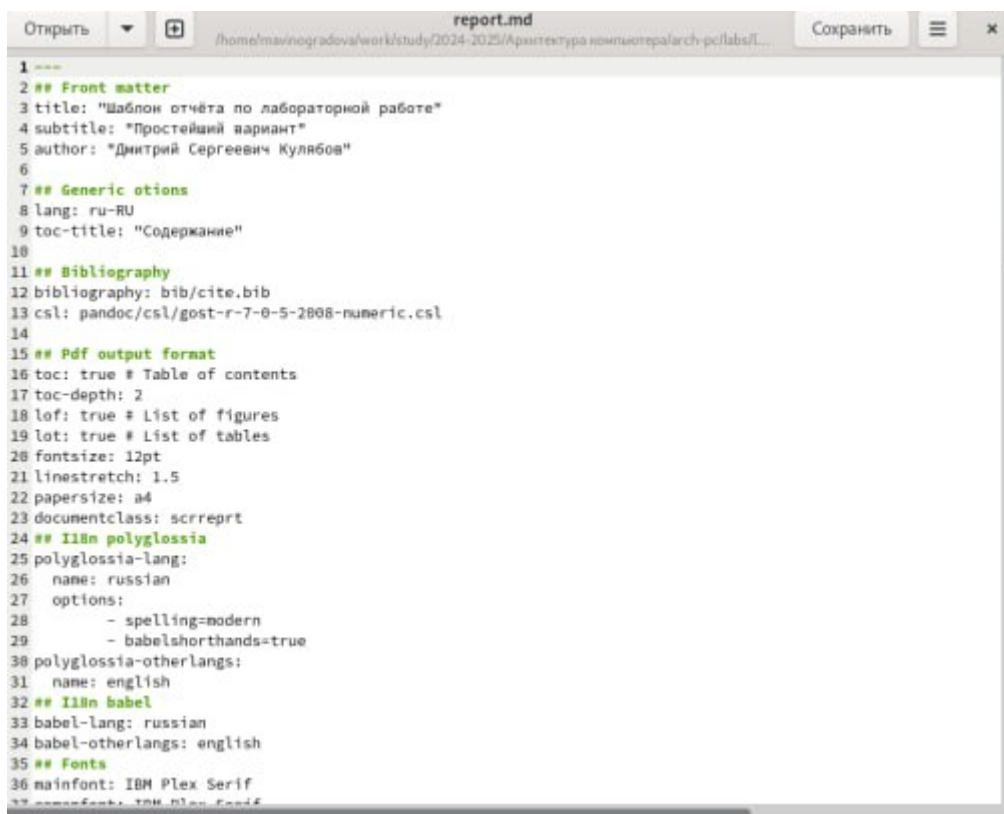 Открыть
report.md
/home/mavinogradova/work/study/2024-2025/Архитектура компьютера/arch-pc/labs/l...
Сохранить
1 ---
2 ## Front matter
3 title: "Шаблон отчёта по лабораторной работе"
4 subtitle: "Простейший вариант"
5 author: "Дмитрий Сергеевич Кулябов"
6
7 ## Generic otions
8 lang: ru-RU
9 toc-title: "Содержание"
10
11 ## Bibliography
12 bibliography: bib/cite.bib
13 csl: pandoc/csl/gost-r-7-0-5-2008-numeric.csl
14
15 ## Pdf output format
16 toc: true # Table of contents
17 toc-depth: 2
18 lof: true # List of figures
19 lot: true # List of tables
20 fontsize: 12pt
21 linestretch: 1.5
22 papersize: a4
23 documentclass: scrreprt
24 ## I18n polyglossia
25 polyglossia-lang:
26 name: russian
27 options:
28 - spelling=modern
29 - babelshorthands=true
30 polyglossia-otherlangs:
31 name: english
32 ## I18n babel
33 babel-lang: russian
34 babel-otherlangs: english
35 ## Fonts
36 mainfont: IBM Plex Serif